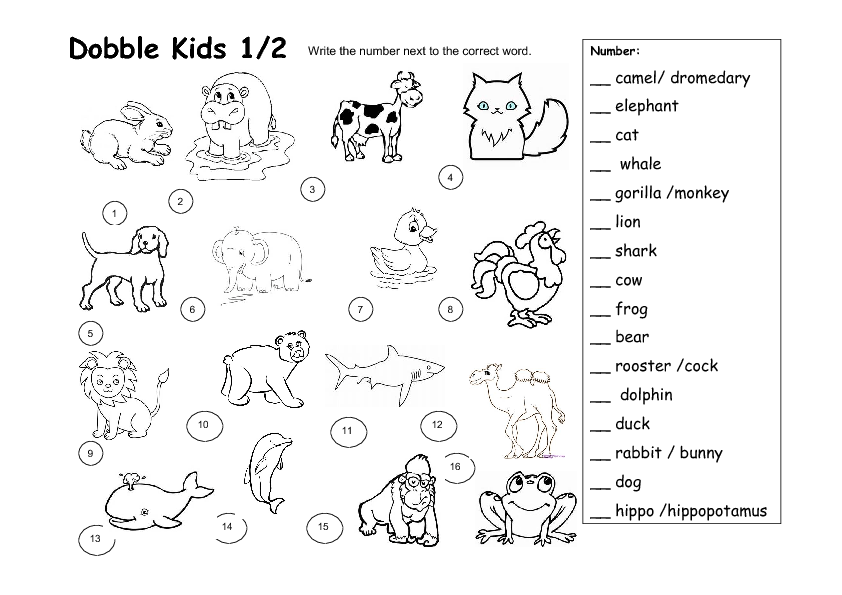 Dobble Kids 1/2
Write the number next to the correct word.
1
2
3
4
5
6
7
8
9
10
11
12
13
14
15
16
Number:
__ camel/ dromedary
__ elephant
__ cat
__ whale
__ gorilla /monkey
__ lion
__ shark
__ cow
__ frog
__ bear
__ rooster /cock
__ dolphin
__ duck
__ rabbit / bunny
__ dog
__ hippo /hippopotamus